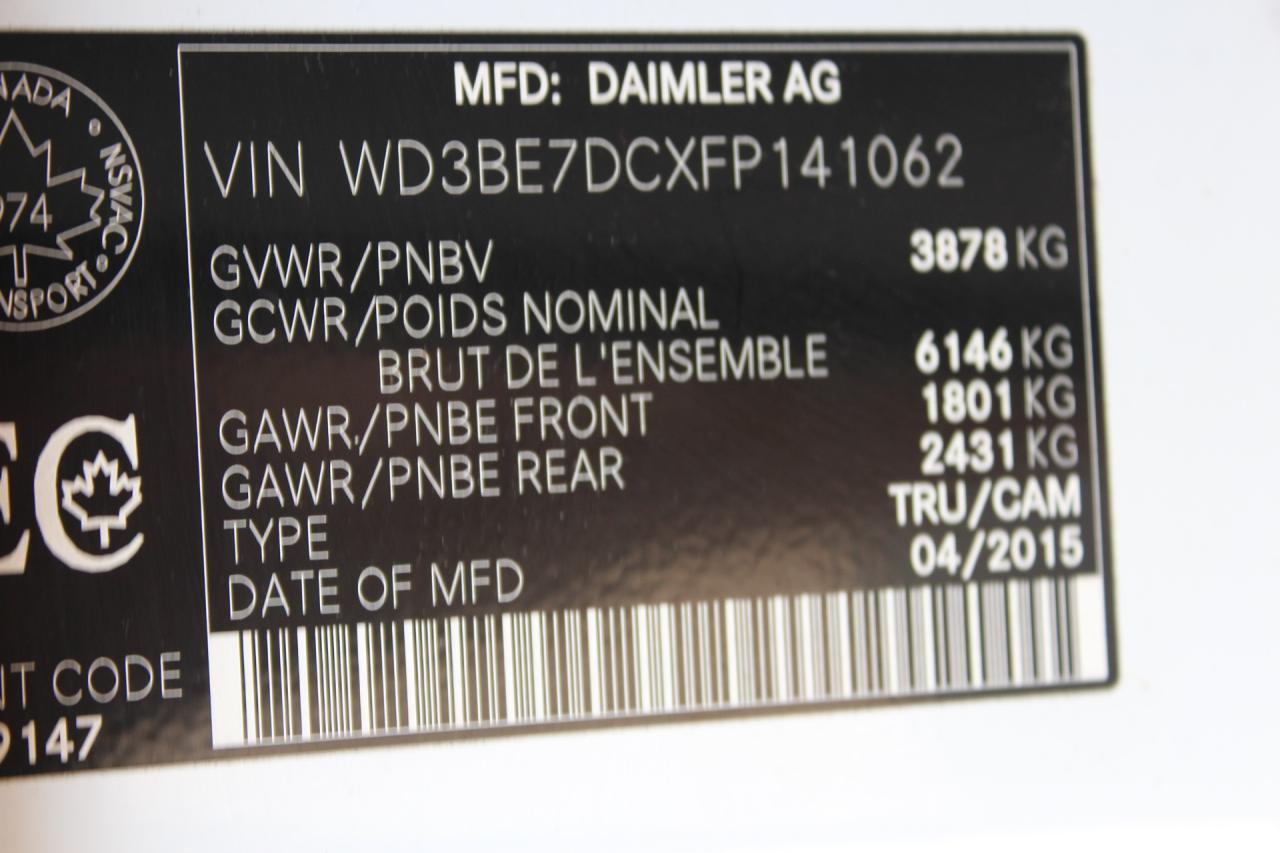 MFD: DAIMLER AG
VIN WD3BE7DCXFP141062
GVWR/PNBV 3878 KG
GCWR/POIDS NOMINAL
BRUT DE L'ENSEMBLE 6146 KG
GAWR/PNBE FRONT 1801 KG
GAWR/PNBE REAR 2431 KG
TYPE TRU/CAM
DATE OF MFD 04/2015
NADA • NSVAC •
974
NSPORT
EC
NT CODE
9147